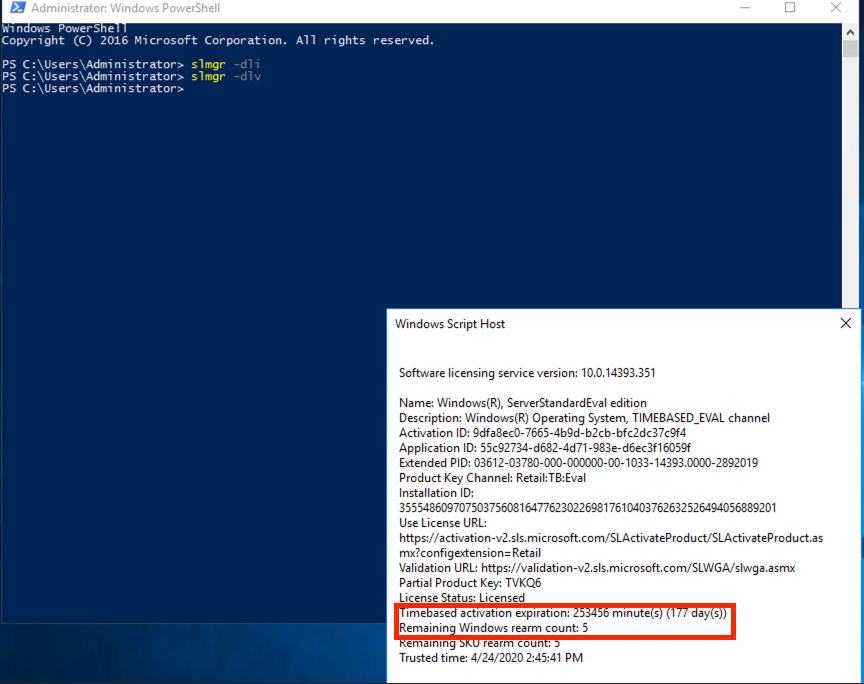 Administrator: Windows PowerShell
Windows PowerShell
Copyright (C) 2016 Microsoft Corporation. All rights reserved.
PS C:\Users\Administrator> slmgr -dli
PS C:\Users\Administrator> slmgr -dlv
PS C:\Users\Administrator>
Windows Script Host
Software licensing service version: 10.0.14393.351
Name: Windows(R), ServerStandardEval edition
Description: Windows(R) Operating System, TIMEBASED_EVAL channel
Activation ID: 9dfa8ec0-7665-4b9d-b2cb-bfc2dc37c9f4
Application ID: 55c92734-d682-4d71-983e-d6ec3f16059f
Extended PID: 03612-03780-000-000000-00-1033-14393.0000-2892019
Product Key Channel: Retail:TB:Eval
Installation ID:
355548609707503756081647762302269817610403762632526494056889201
Use License URL:
https://activation-v2.sls.microsoft.com/SLActivateProduct/SLActivateProduct.as
mx?configextension=Retail
Validation URL: https://validation-v2.sls.microsoft.com/SLWGA/slwga.asmx
Partial Product Key: TVKQ6
License Status: Licensed
Timebased activation expiration: 253456 minute(s) (177 day(s))
Remaining Windows rearm count: 5
Remaining SKU rearm count: 5
Trusted time: 4/24/2020 2:45:41 PM